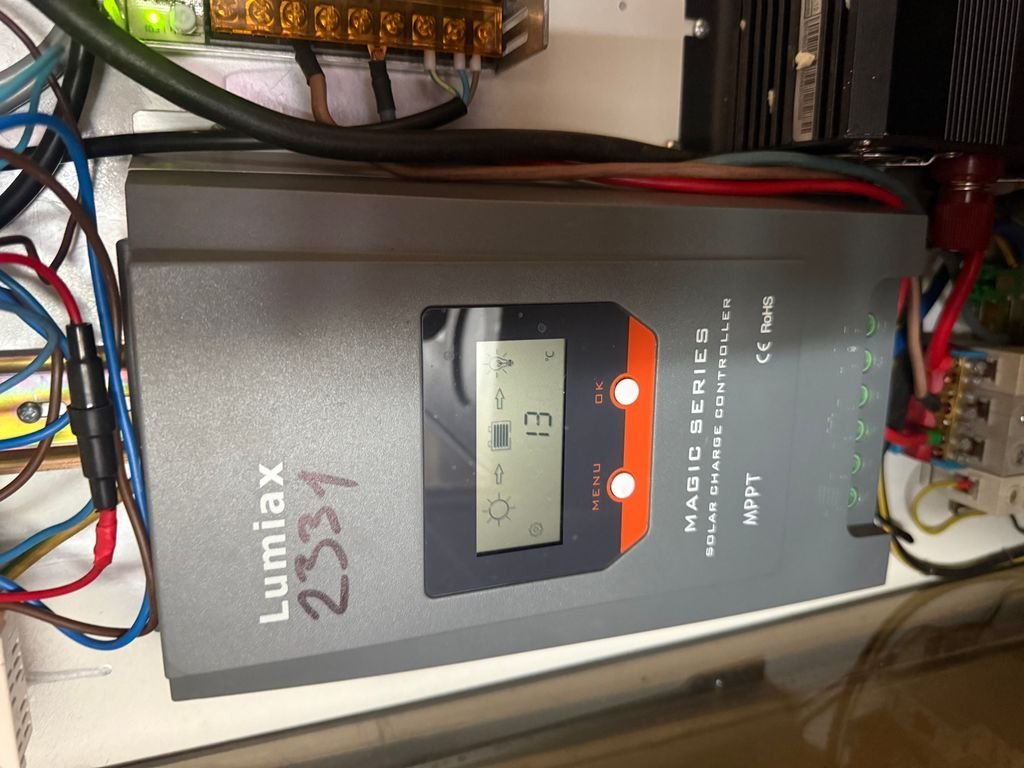 Lumiax
2331
13
°C
MENU
OK
MAGIC SERIES
SOLAR CHARGE CONTROLLER
MPPT
CE RoHS